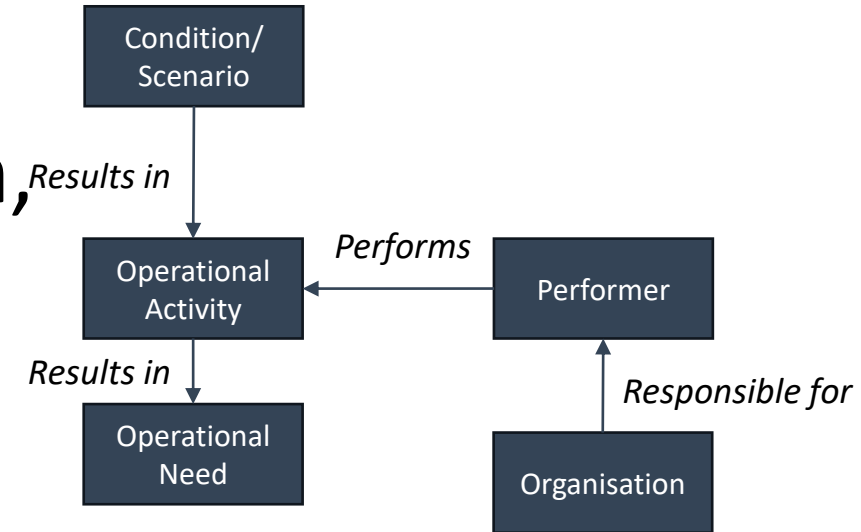 Condition/
Scenario
n,
Results in
Operational
Activity
Performs
Performer
Results in
Responsible for
Operational
Need
Organisation